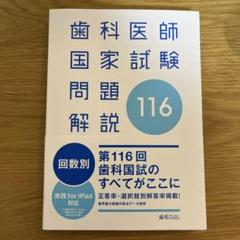 歯科医師
国家試験
問題
解説
116
回数別
実践 for iPad
対応
第116回
歯科国試の
すべてがここに
正答率・選択肢別解答率掲載!